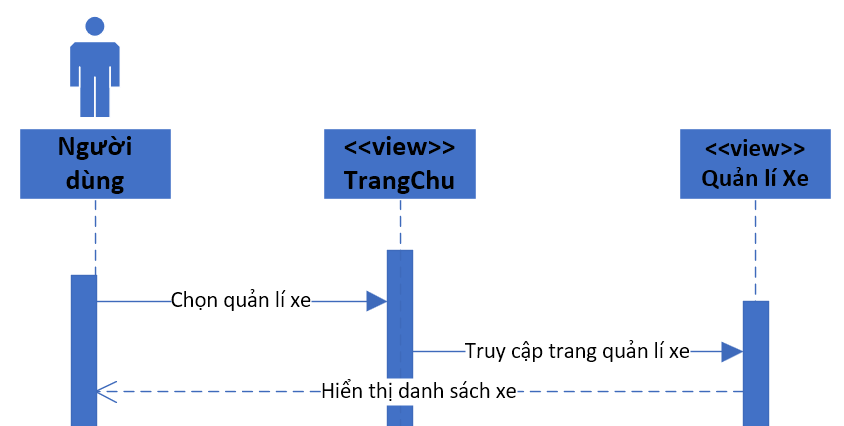 Người
dùng
<<view>>
TrangChu
<<view>>
Quản lí Xe
Chọn quản lí xe
Truy cập trang quản lí xe
Hiển thị danh sách xe